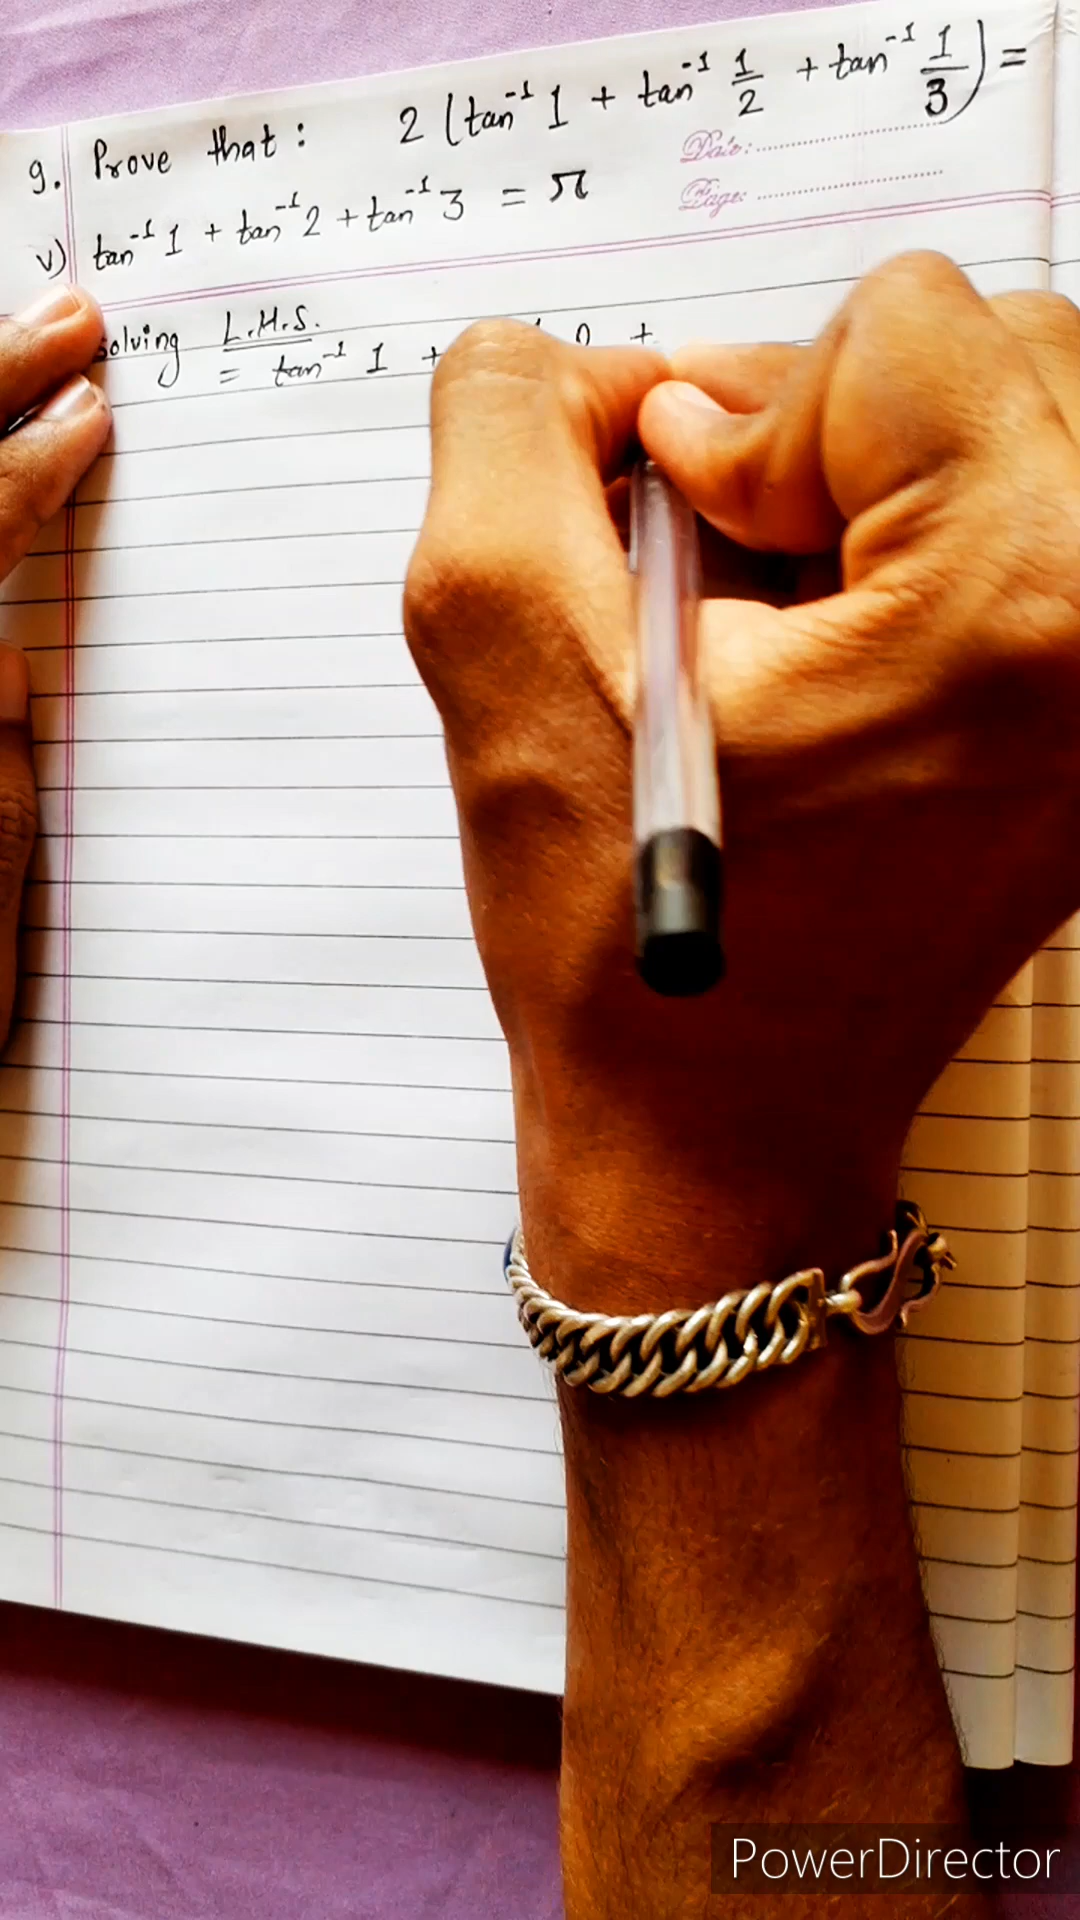 9. Prove that : 2 (tan⁻¹ 1 + tan⁻¹ 1/2 + tan⁻¹ 1/3) =
Date:
Page:
v) tan⁻¹ 1 + tan⁻¹ 2 + tan⁻¹ 3 = π
solving L.H.S.
= tan⁻¹ 1 +
+
PowerDirector